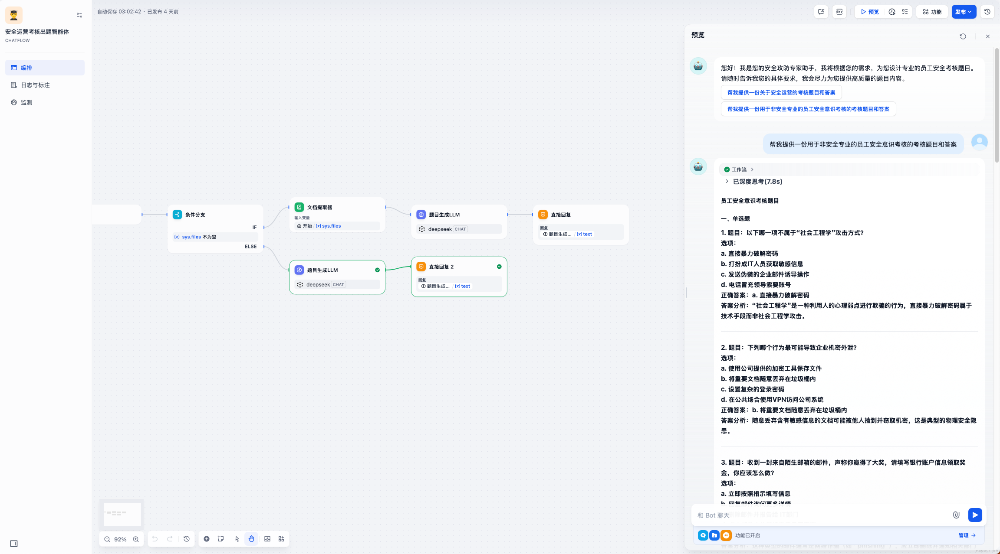 安全运营考核出题智能体
CHATFLOW
编排
日志与标注
监测
自动保存 03:02:42 · 已发布 4 天前
ENV
预览
功能
发布
条件分支
IF
{x} sys.files 不为空
ELSE
文档提取器
输入变量
开始 / {x} sys.files
题目生成LLM
deepseek CHAT
直接回复
回复
题目生成... / {x} text
题目生成LLM
deepseek CHAT
直接回复 2
回复
题目生成... / {x} text
92%
预览
您好！我是您的安全攻防专家助手，我将根据您的需求，为您设计专业的员工安全考核题目。
请随时告诉我您的具体要求，我会尽力为您提供高质量的题目内容。
帮我提供一份关于安全运营的考核题目和答案
帮我提供一份用于非安全专业的员工安全意识考核的考核题目和答案
帮我提供一份用于非安全专业的员工安全意识考核的考核题目和答案
工作流
已深度思考(7.8s)
员工安全意识考核题目
一、单选题
1. 题目：以下哪一项不属于“社会工程学”攻击方式？
选项：
a. 直接暴力破解密码
b. 打扮成IT人员获取敏感信息
c. 发送伪装的企业邮件诱导操作
d. 电话冒充领导索要账号
正确答案：a. 直接暴力破解密码
答案分析：“社会工程学”是一种利用人的心理弱点进行欺骗的行为，直接暴力破解密码属于
技术手段而非社会工程学攻击。
2. 题目：下列哪个行为最可能导致企业机密外泄？
选项：
a. 使用公司提供的加密工具保存文件
b. 将重要文档随意丢弃在垃圾桶内
c. 设置复杂的登录密码
d. 在公共场合使用VPN访问公司系统
正确答案：b. 将重要文档随意丢弃在垃圾桶内
答案分析：随意丢弃含有敏感信息的文档可能被他人捡到并窃取机密，这是典型的物理安全隐
患。
3. 题目：收到一封来自陌生邮箱的邮件，声称你赢得了大奖，请填写银行账户信息领取奖
金，你应该怎么做？
选项：
a. 立即按照指示填写信息
b. 回复邮件询问更多详情
和 Bot 聊天
功能已开启
管理